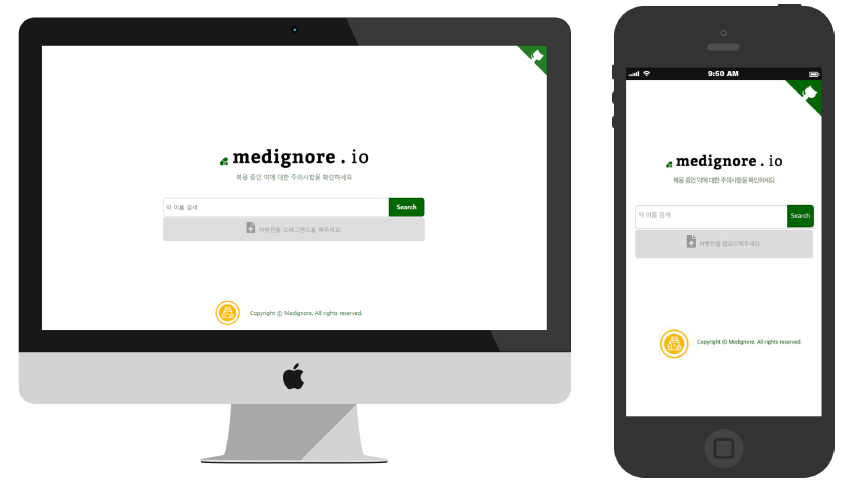 medignore . io
복용 중인 약에 대한 주의사항을 확인하세요
약 이름 검색
Search
처방전을 드래그앤드롭 해주세요.
Copyright ⓒ Medignore. All rights reserved.
9:50 AM
medignore . io
복용 중인 약에 대한 주의사항을 확인하세요
약 이름 검색
Search
처방전을 업로드해주세요.
Copyright ⓒ Medignore. All rights reserved.